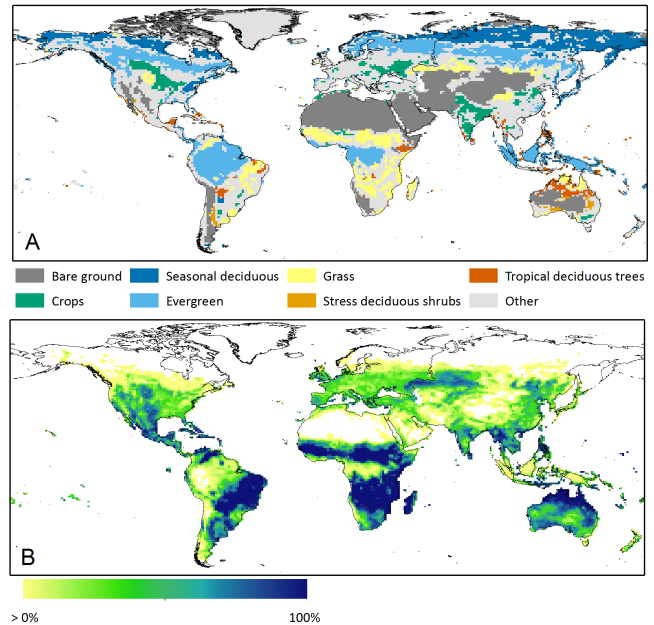 A
Bare ground Seasonal deciduous Grass Tropical deciduous trees
Crops Evergreen Stress deciduous shrubs Other
B
> 0% 100%